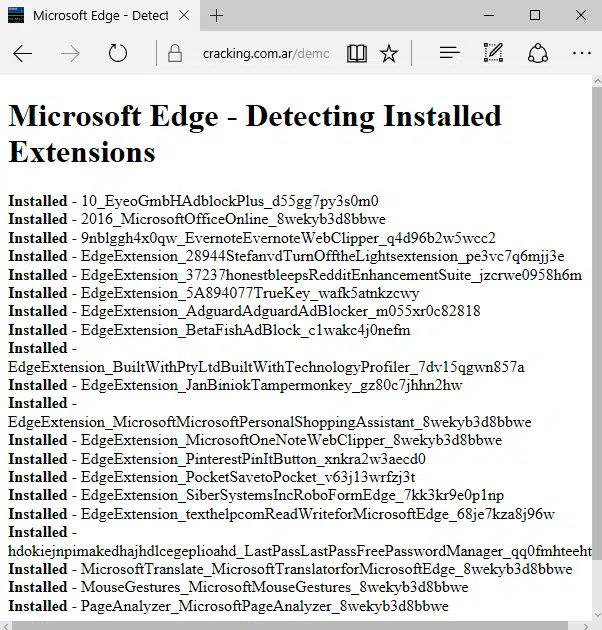 Microsoft Edge - Detect
cracking.com.ar/demc
Microsoft Edge - Detecting Installed
Extensions
Installed - 10_EyeoGmbHAdblockPlus_d55gg7py3s0m0
Installed - 2016_MicrosoftOfficeOnline_8wekyb3d8bbwe
Installed - 9nblggh4x0qw_EvernoteEvernoteWebClipper_q4d96b2w5wcc2
Installed - EdgeExtension_28944StefanvdTurnOfftheLightsextension_pe3vc7q6mjj3e
Installed - EdgeExtension_37237honestbleepsRedditEnhancementSuite_jzcrwe0958h6m
Installed - EdgeExtension_5A894077TrueKey_wafk5atnkzcwy
Installed - EdgeExtension_AdguardAdguardAdBlocker_m055xr0c82818
Installed - EdgeExtension_BetaFishAdBlock_c1wakc4j0nefm
Installed -
EdgeExtension_BuiltWithPtyLtdBuiltWithTechnologyProfiler_7dv15qgwn857a
Installed - EdgeExtension_JanBiniokTampermonkey_gz80c7jhhn2hw
Installed -
EdgeExtension_MicrosoftMicrosoftPersonalShoppingAssistant_8wekyb3d8bbwe
Installed - EdgeExtension_MicrosoftOneNoteWebClipper_8wekyb3d8bbwe
Installed - EdgeExtension_PinterestPinItButton_xnkra2w3aecd0
Installed - EdgeExtension_PocketSavetoPocket_v63j13wrfzj3t
Installed - EdgeExtension_SiberSystemsIncRoboFormEdge_7kk3kr9e0p1np
Installed - EdgeExtension_texthelpcomReadWriteforMicrosoftEdge_68je7kza8j96w
Installed -
hdokiejnpimakedhajhdlcegeplioahd_LastPassLastPassFreePasswordManager_qq0fmhteeht
Installed - MicrosoftTranslate_MicrosoftTranslatorforMicrosoftEdge_8wekyb3d8bbwe
Installed - MouseGestures_MicrosoftMouseGestures_8wekyb3d8bbwe
Installed - PageAnalyzer_MicrosoftPageAnalyzer_8wekyb3d8bbwe